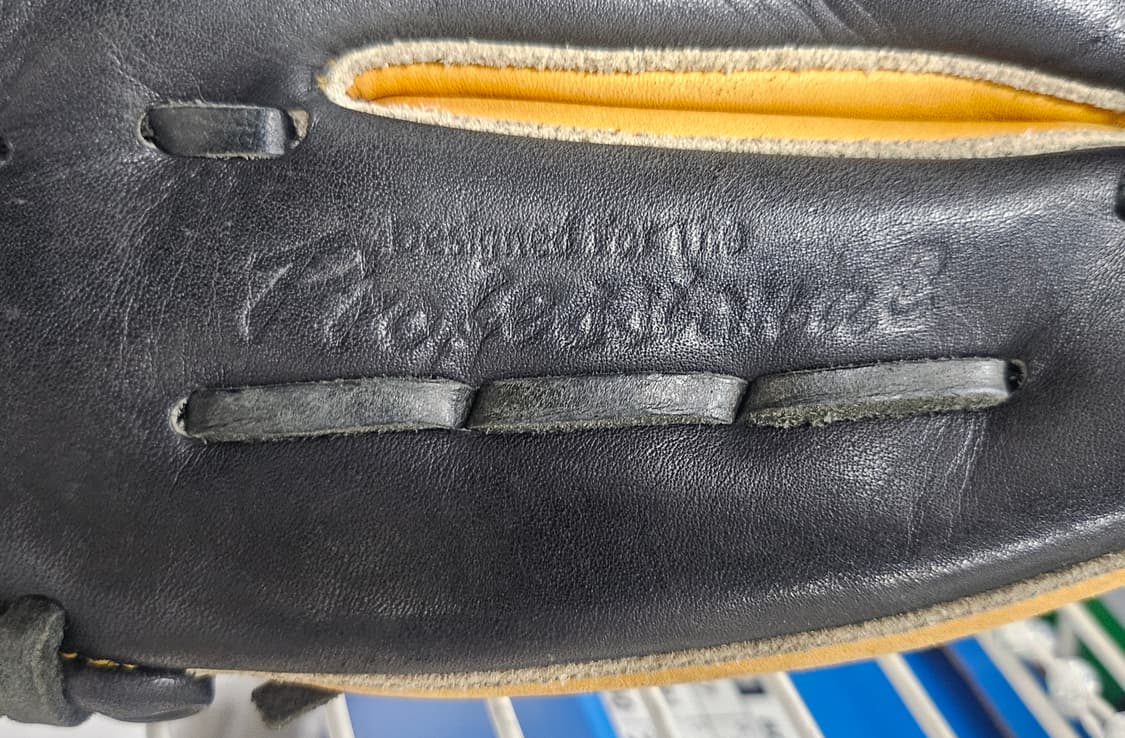 Designed for the
Professional